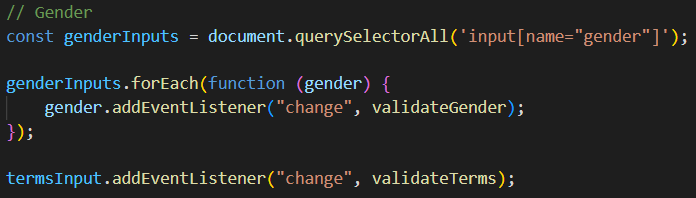 // Gender
const genderInputs = document.querySelectorAll('input[name="gender"]');
genderInputs.forEach(function (gender) {
    gender.addEventListener("change", validateGender);
});
termsInput.addEventListener("change", validateTerms);